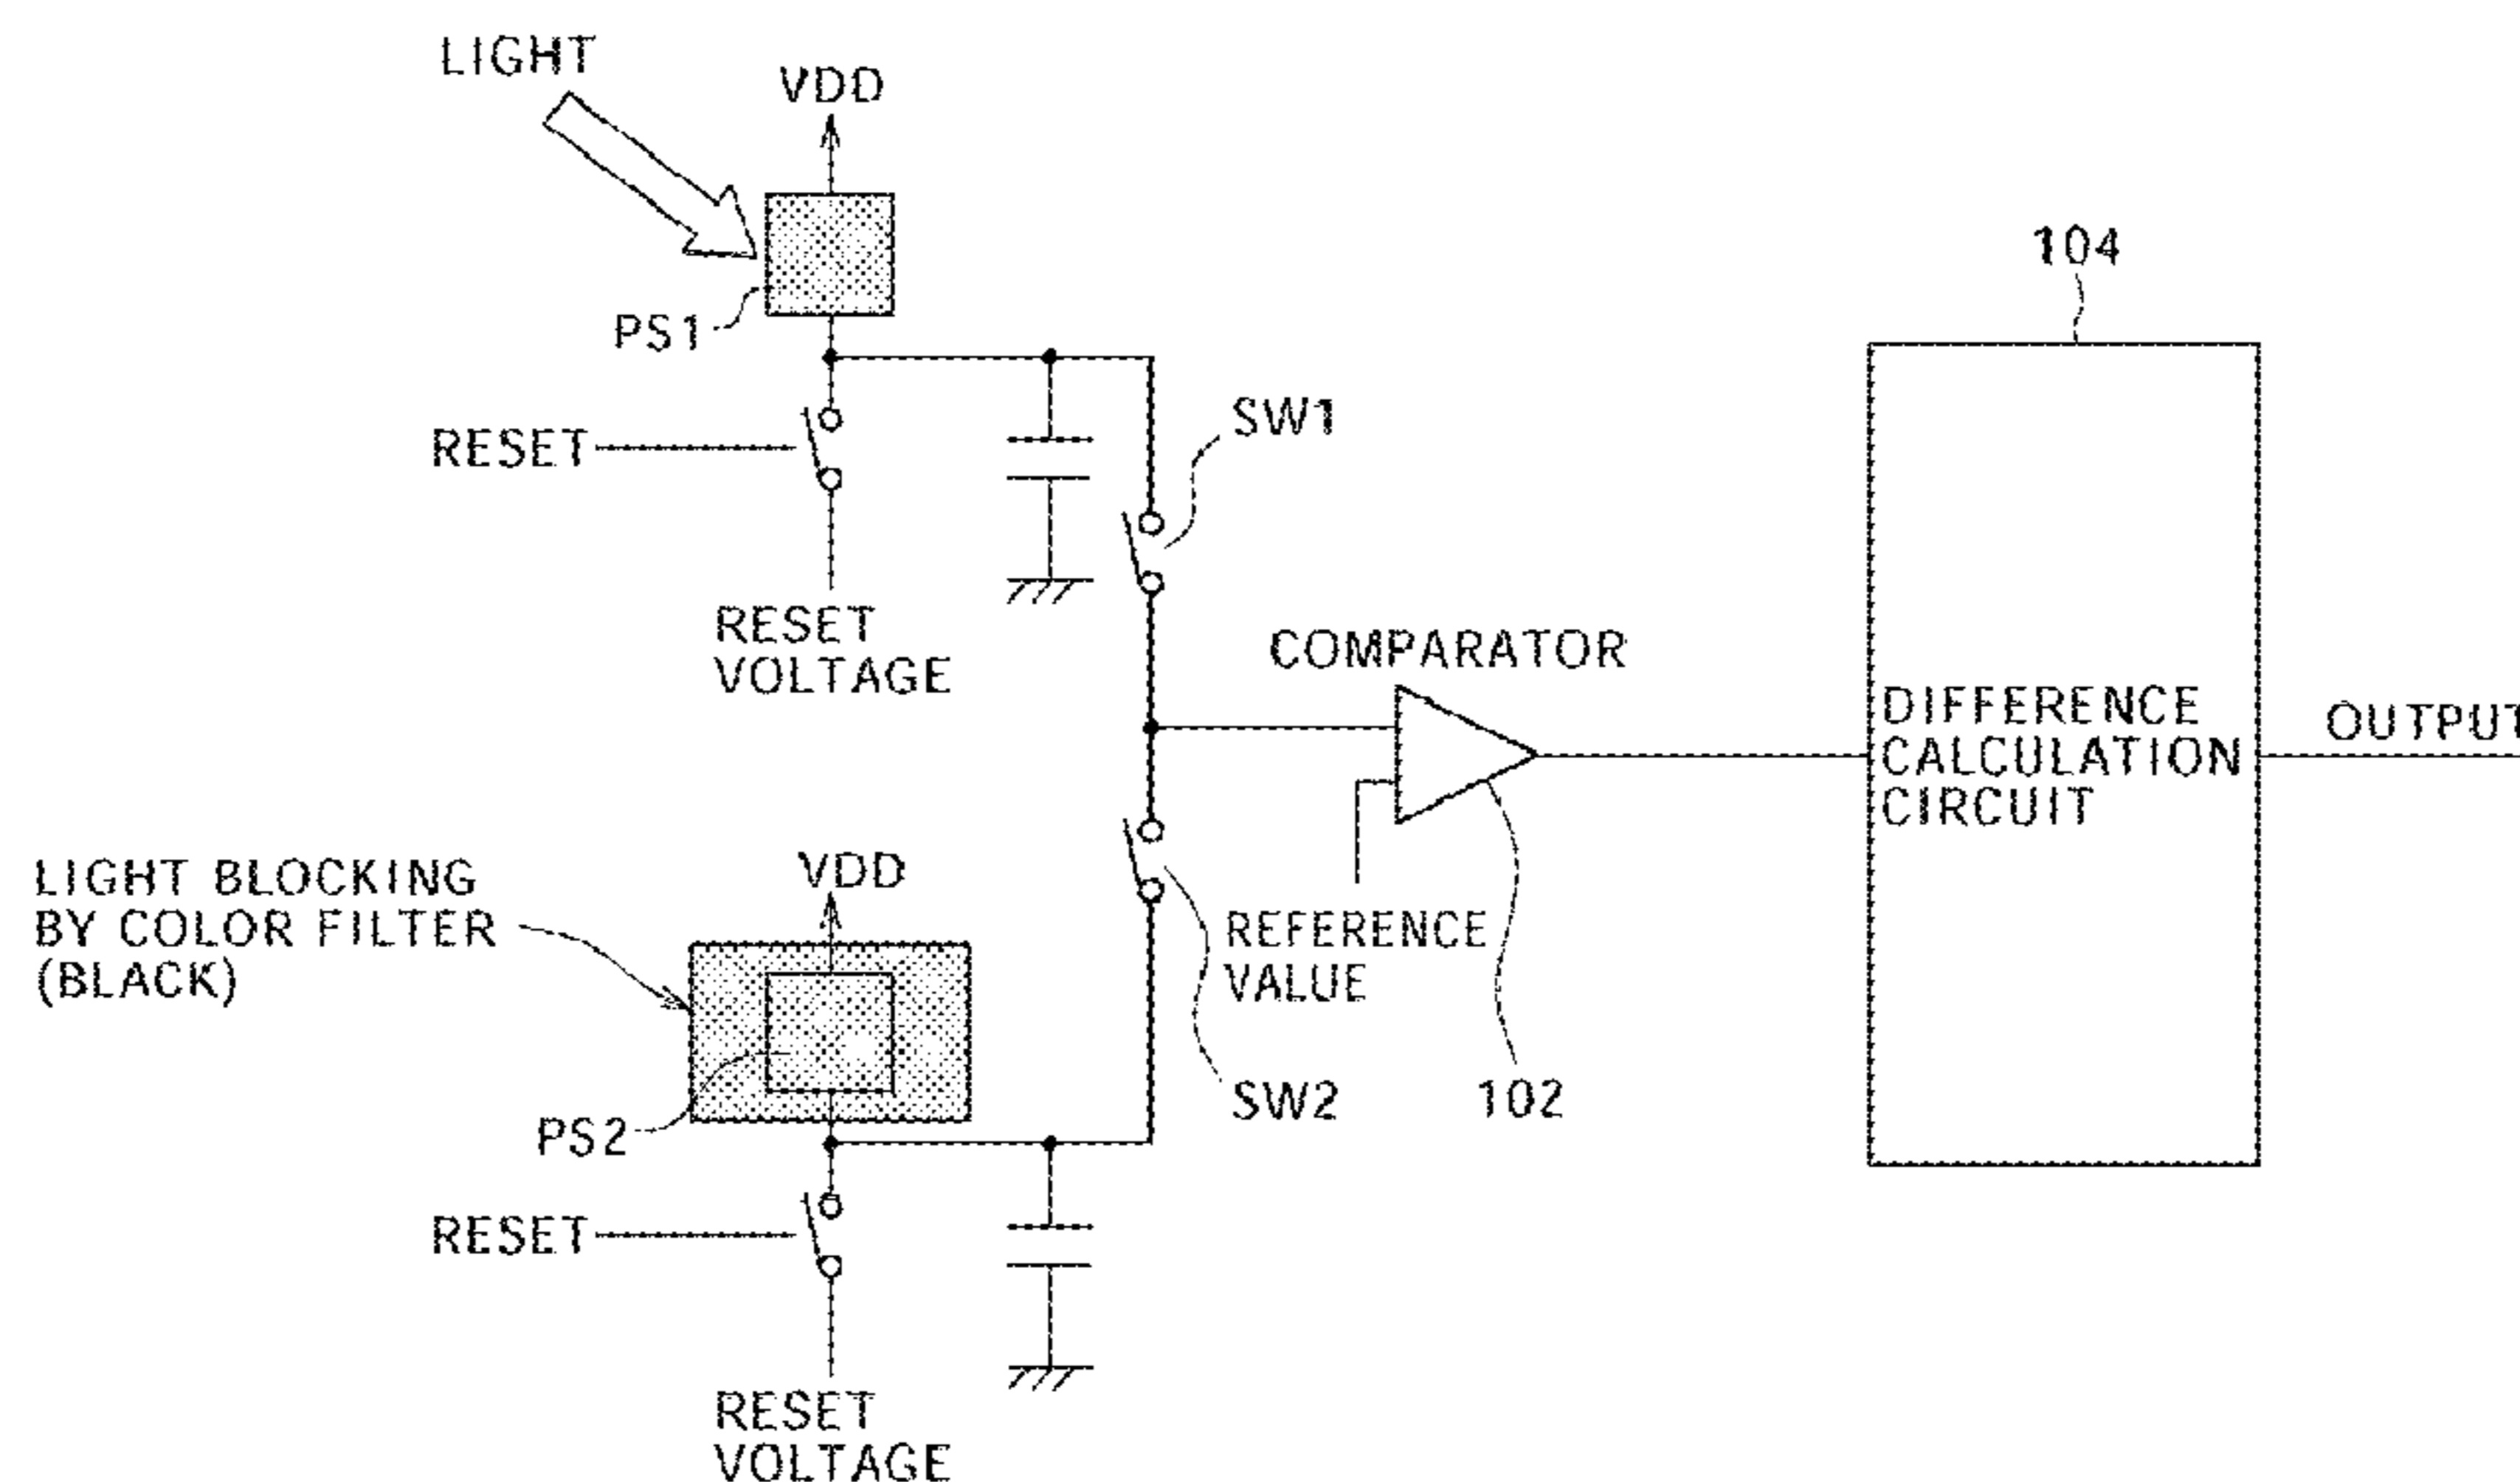 LIGHT
VDD
104
PS1
SW1
RESET
RESET
VOLTAGE
COMPARATOR
DIFFERENCE
CALCULATION
CIRCUIT
OUTPUT
LIGHT BLOCKING
BY COLOR FILTER
(BLACK)
VDD
REFERENCE
VALUE
PS2
SW2
102
RESET
RESET
VOLTAGE